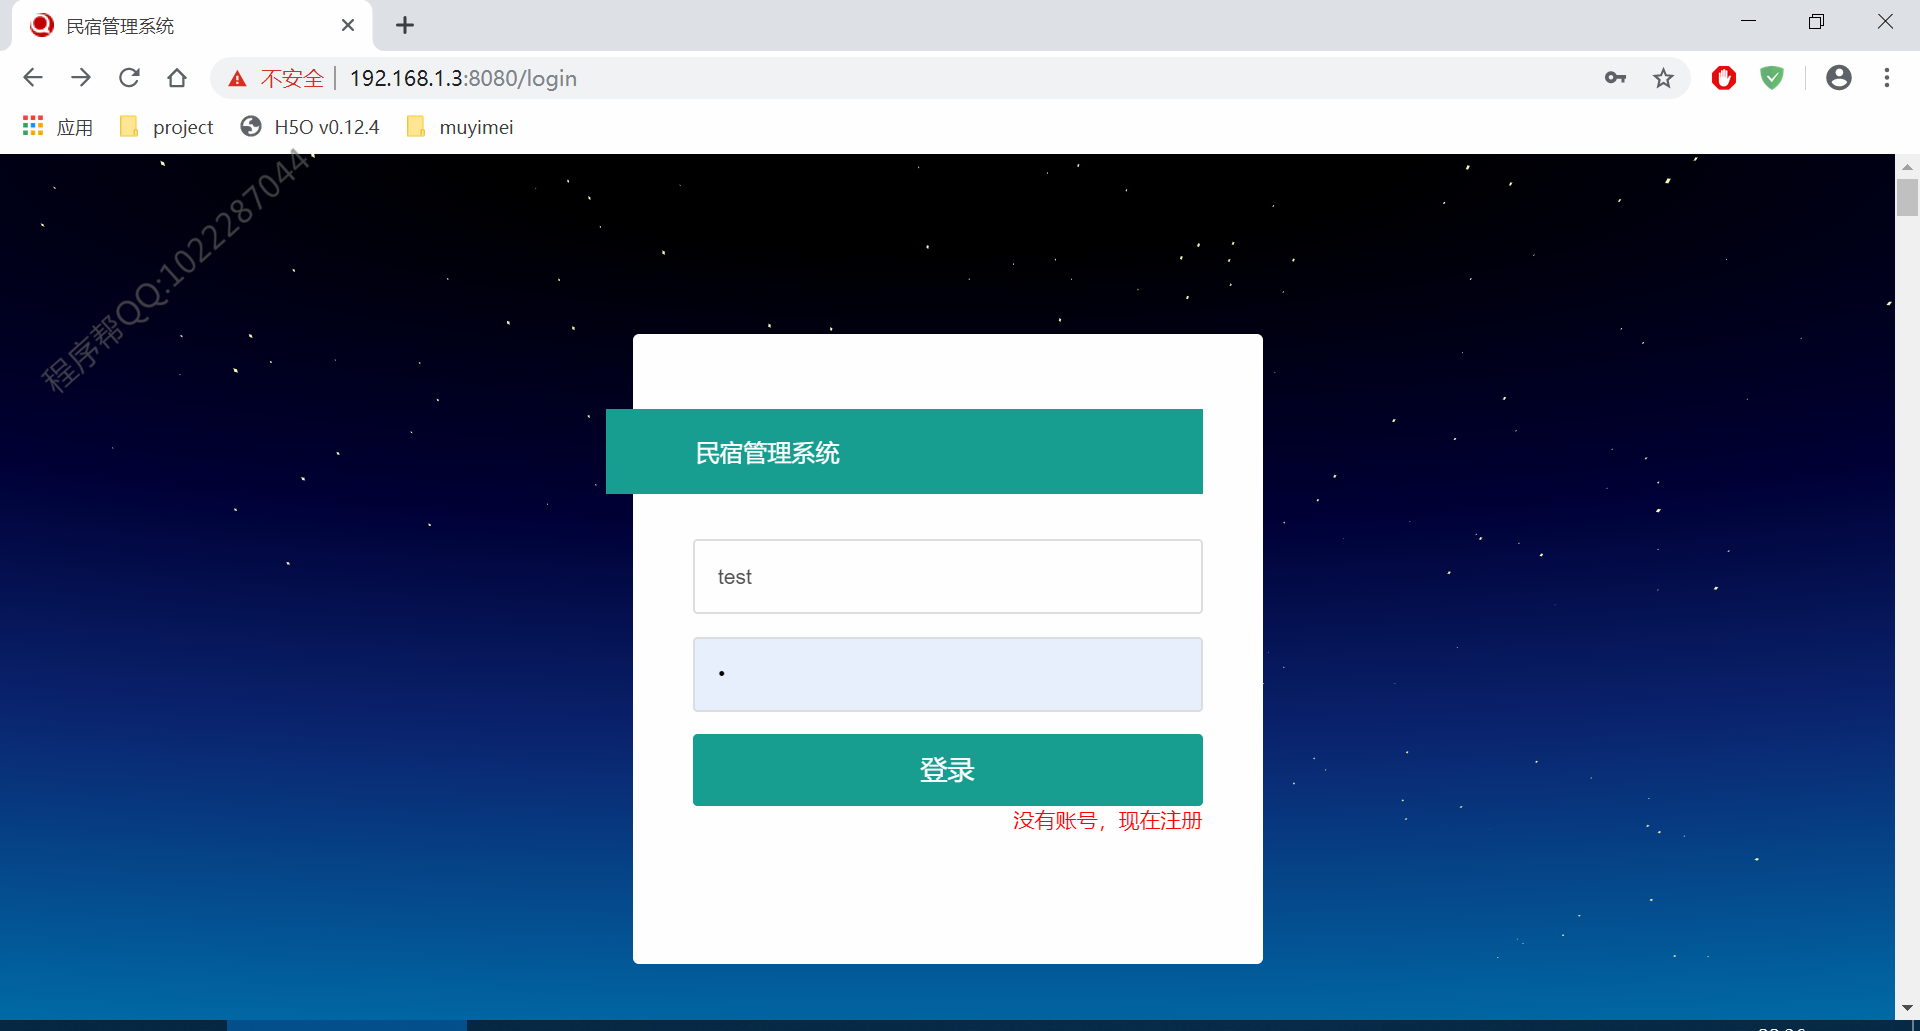 民宿管理系统
不安全 | 192.168.1.3:8080/login
应用 project H5O v0.12.4 muyimei
程序帮QQ:1022287044
民宿管理系统
test
•
登录
没有账号，现在注册